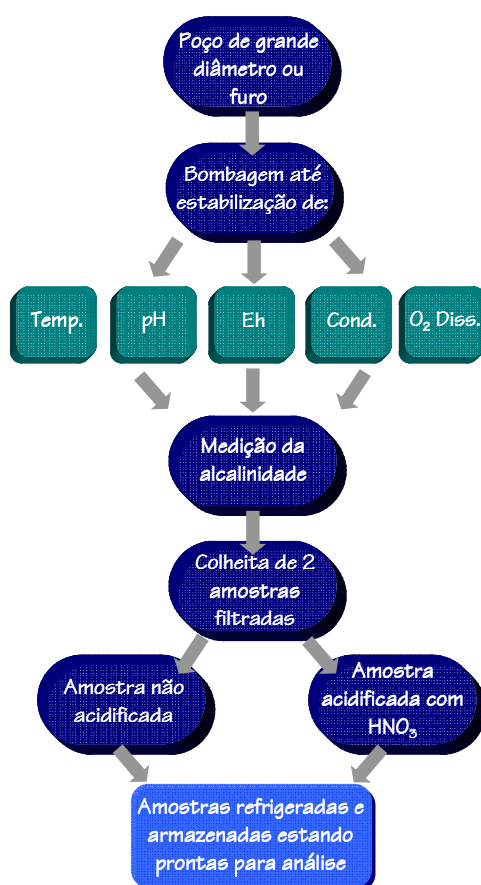 Poço de grande
diâmetro ou
furo
Bombagem até
estabilização de:
Temp.
pH
Eh
Cond.
O₂ Diss.
Medição da
alcalinidade
Colheita de 2
amostras
filtradas
Amostra não
acidificada
Amostra
acidificada com
HNO₃
Amostras refrigeradas e
armazenadas estando
prontas para análise